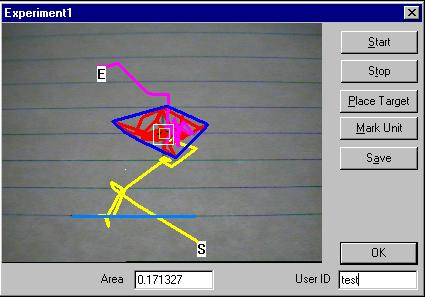 Experiment1
E
S
Start
Stop
Place Target
Mark Unit
Save
OK
Area 0.171327 User ID test